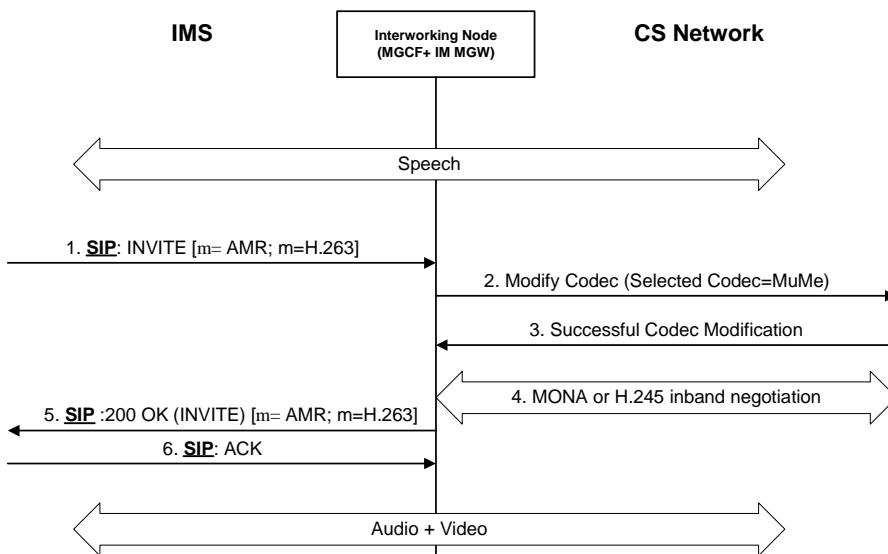 IMS
Interworking Node
(MGCF+ IM MGW)
CS Network
Speech
1. SIP: INVITE [m= AMR; m=H.263]
2. Modify Codec (Selected Codec=MuMe)
3. Successful Codec Modification
4. MONA or H.245 inband negotiation
5. SIP :200 OK (INVITE) [m= AMR; m=H.263]
6. SIP: ACK
Audio + Video